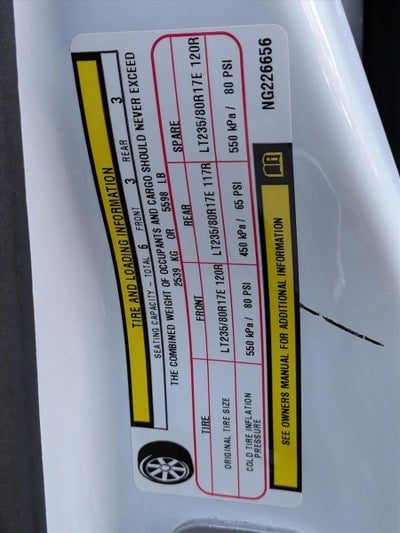 TIRE AND LOADING INFORMATION
SEATING CAPACITY - TOTAL 6 FRONT 3 REAR 3
THE COMBINED WEIGHT OF OCCUPANTS AND CARGO SHOULD NEVER EXCEED
2539 KG OR 5598 LB
TIRE FRONT REAR SPARE
ORIGINAL TIRE SIZE LT235/80R17E 120R LT235/80R17E 117R LT235/80R17E 120R
COLD TIRE INFLATION PRESSURE 550 kPa / 80 PSI 450 kPa / 65 PSI 550 kPa / 80 PSI
SEE OWNERS MANUAL FOR ADDITIONAL INFORMATION
NG226656